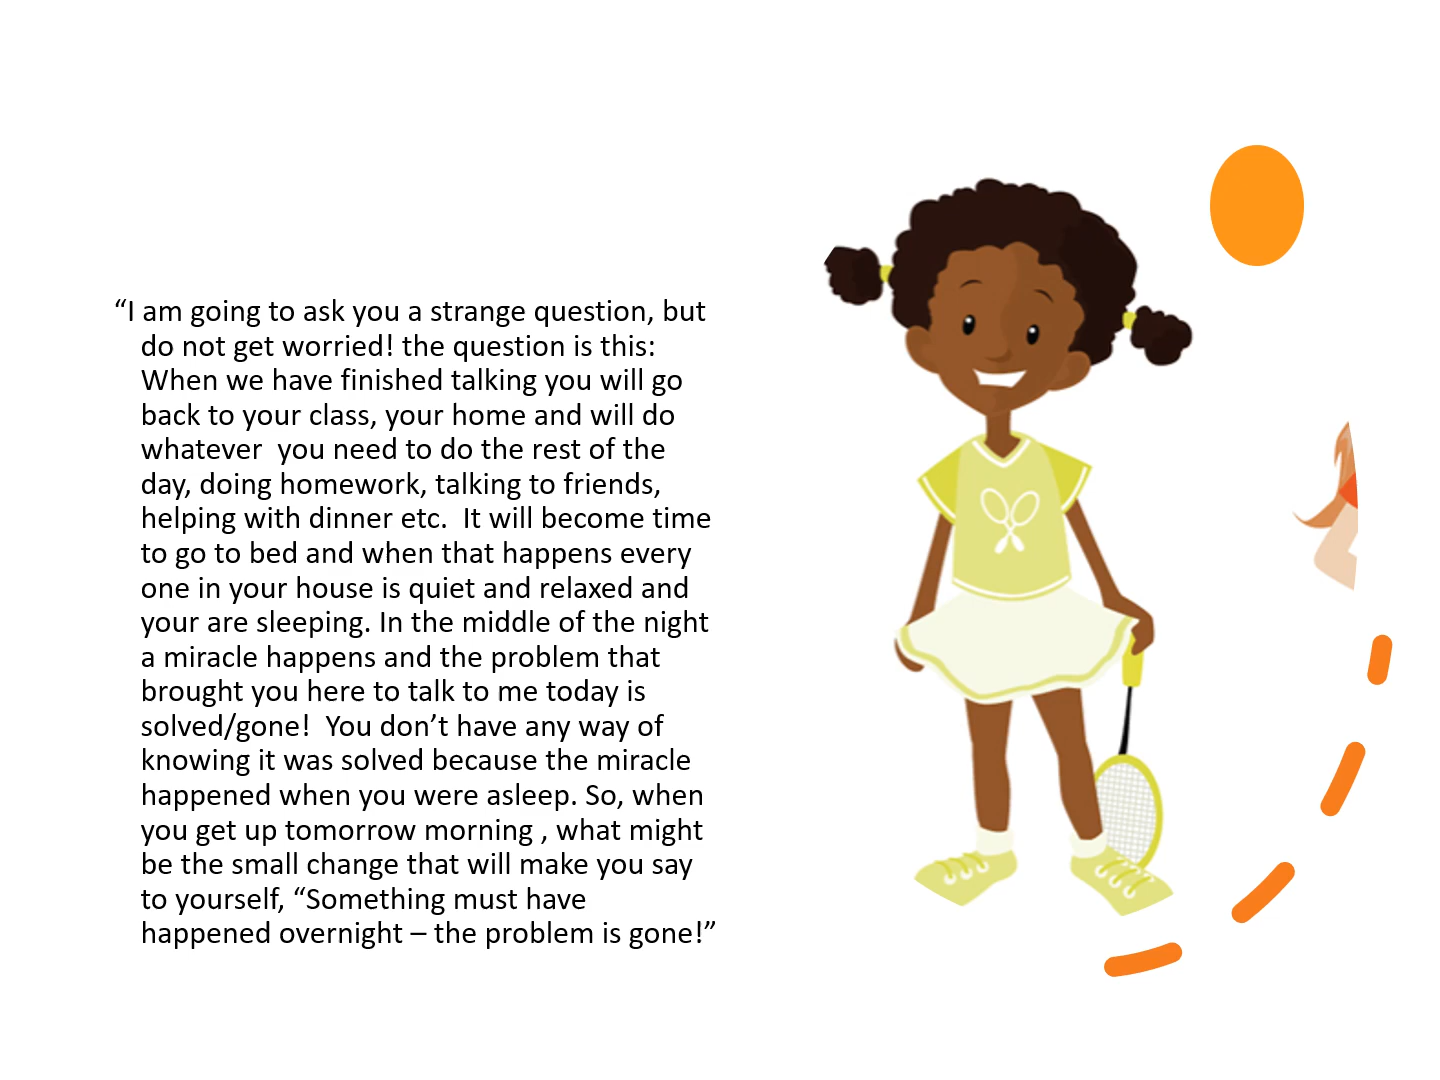 “I am going to ask you a strange question, but
do not get worried! the question is this:
When we have finished talking you will go
back to your class, your home and will do
whatever  you need to do the rest of the
day, doing homework, talking to friends,
helping with dinner etc.  It will become time
to go to bed and when that happens every
one in your house is quiet and relaxed and
your are sleeping. In the middle of the night
a miracle happens and the problem that
brought you here to talk to me today is
solved/gone!  You don’t have any way of
knowing it was solved because the miracle
happened when you were asleep. So, when
you get up tomorrow morning , what might
be the small change that will make you say
to yourself, “Something must have
happened overnight – the problem is gone!”